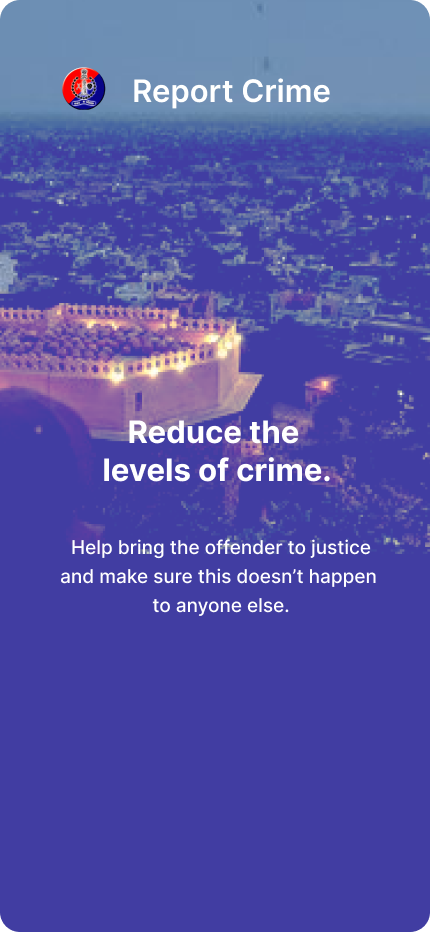 Report Crime
Reduce the
levels of crime.
Help bring the offender to justice
and make sure this doesn’t happen
to anyone else.